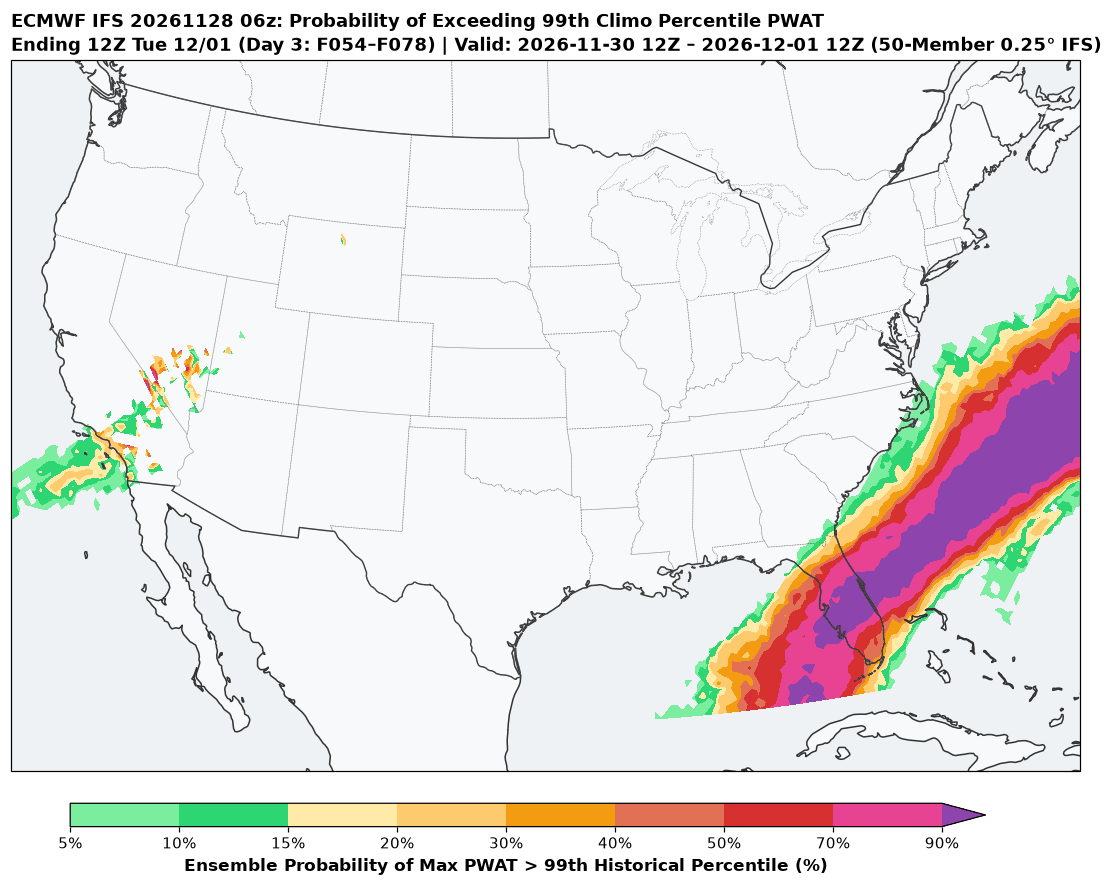 ECMWF IFS 20261128 06z: Probability of Exceeding 99th Climo Percentile PWAT
Ending 12Z Tue 12/01 (Day 3: F054–F078) | Valid: 2026-11-30 12Z – 2026-12-01 12Z (50-Member 0.25° IFS)
5% 10% 15% 20% 30% 40% 50% 70% 90%
Ensemble Probability of Max PWAT > 99th Historical Percentile (%)